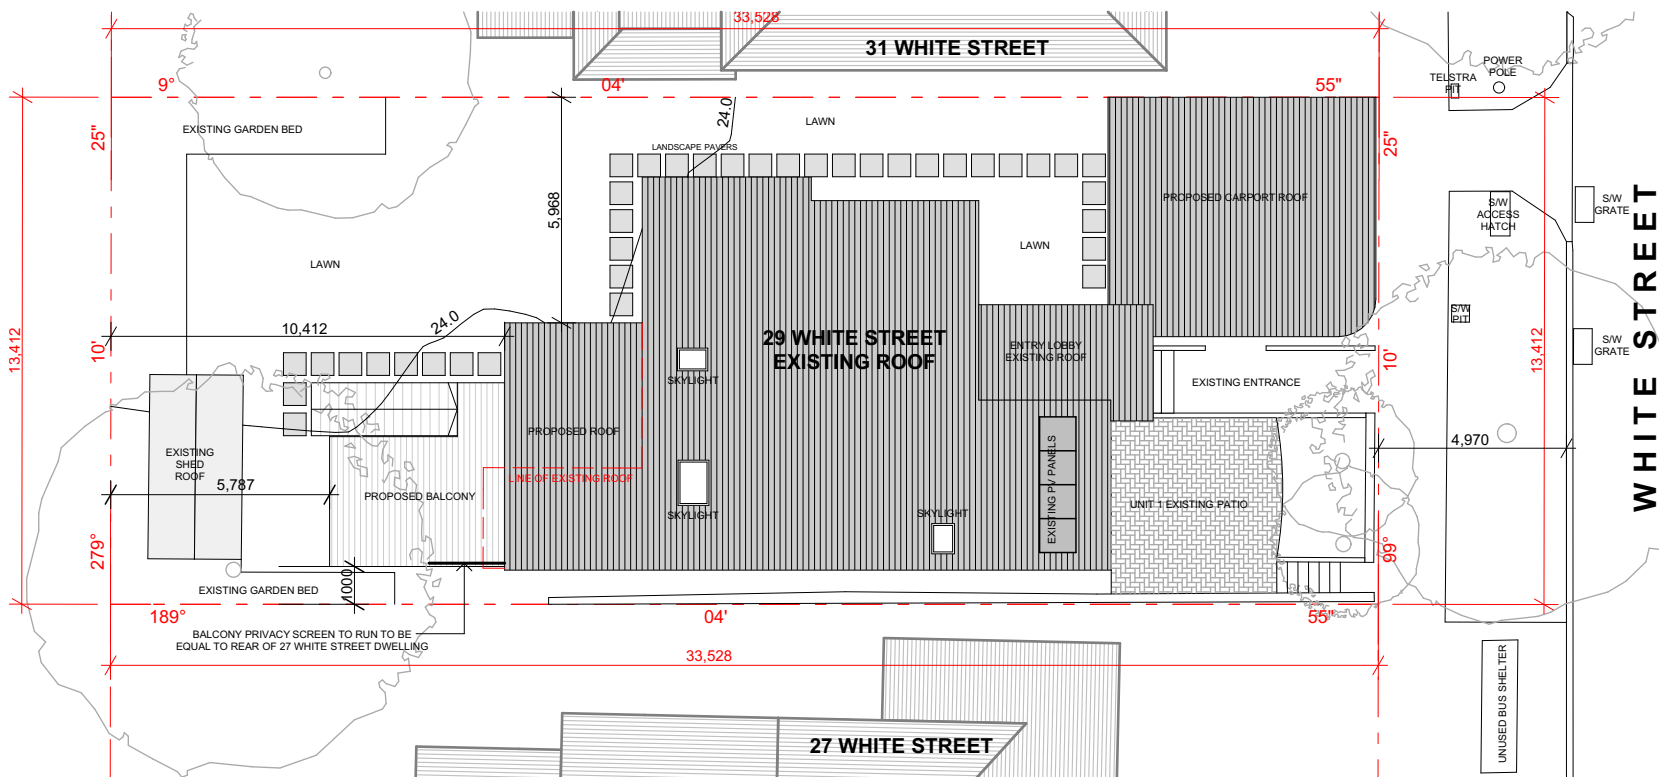 33,528
31 WHITE STREET
9°
04'
55"
POWER
POLE
TELSTRA
PIT
25"
EXISTING GARDEN BED
24.0
LAWN
LANDSCAPE PAVERS
25"
5,968
PROPOSED CARPORT ROOF
S/W
ACCESS
HATCH
S/W
GRATE
LAWN
LAWN
WHITE STREET
10,412
24.0
13,412
10'
29 WHITE STREET
EXISTING ROOF
ENTRY LOBBY
EXISTING ROOF
S/W
PIT
S/W
GRATE
13,412
10'
SKYLIGHT
EXISTING ENTRANCE
PROPOSED ROOF
EXISTING
SHED
ROOF
LINE OF EXISTING ROOF
5,787
PROPOSED BALCONY
SKYLIGHT
SKYLIGHT
EXISTING PV PANELS
UNIT 1 EXISTING PATIO
4,970
279°
99°
1000
EXISTING GARDEN BED
189°
04'
55"
BALCONY PRIVACY SCREEN TO RUN TO BE
EQUAL TO REAR OF 27 WHITE STREET DWELLING
33,528
27 WHITE STREET
UNUSED BUS SHELTER